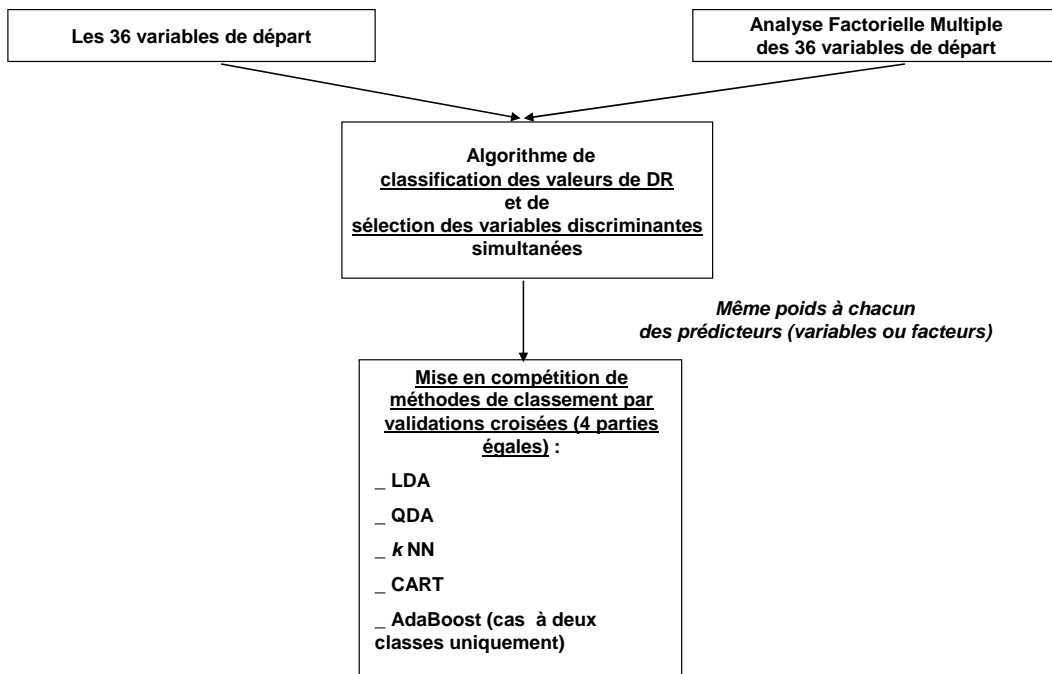 Les 36 variables de départ
Analyse Factorielle Multiple
des 36 variables de départ
Algorithme de
classification des valeurs de DR
et de
sélection des variables discriminantes
simultanées
Même poids à chacun
des prédicteurs (variables ou facteurs)
Mise en compétition de
méthodes de classement par
validations croisées (4 parties
égales) :
_ LDA
_ QDA
_ k NN
_ CART
_ AdaBoost (cas à deux
classes uniquement)